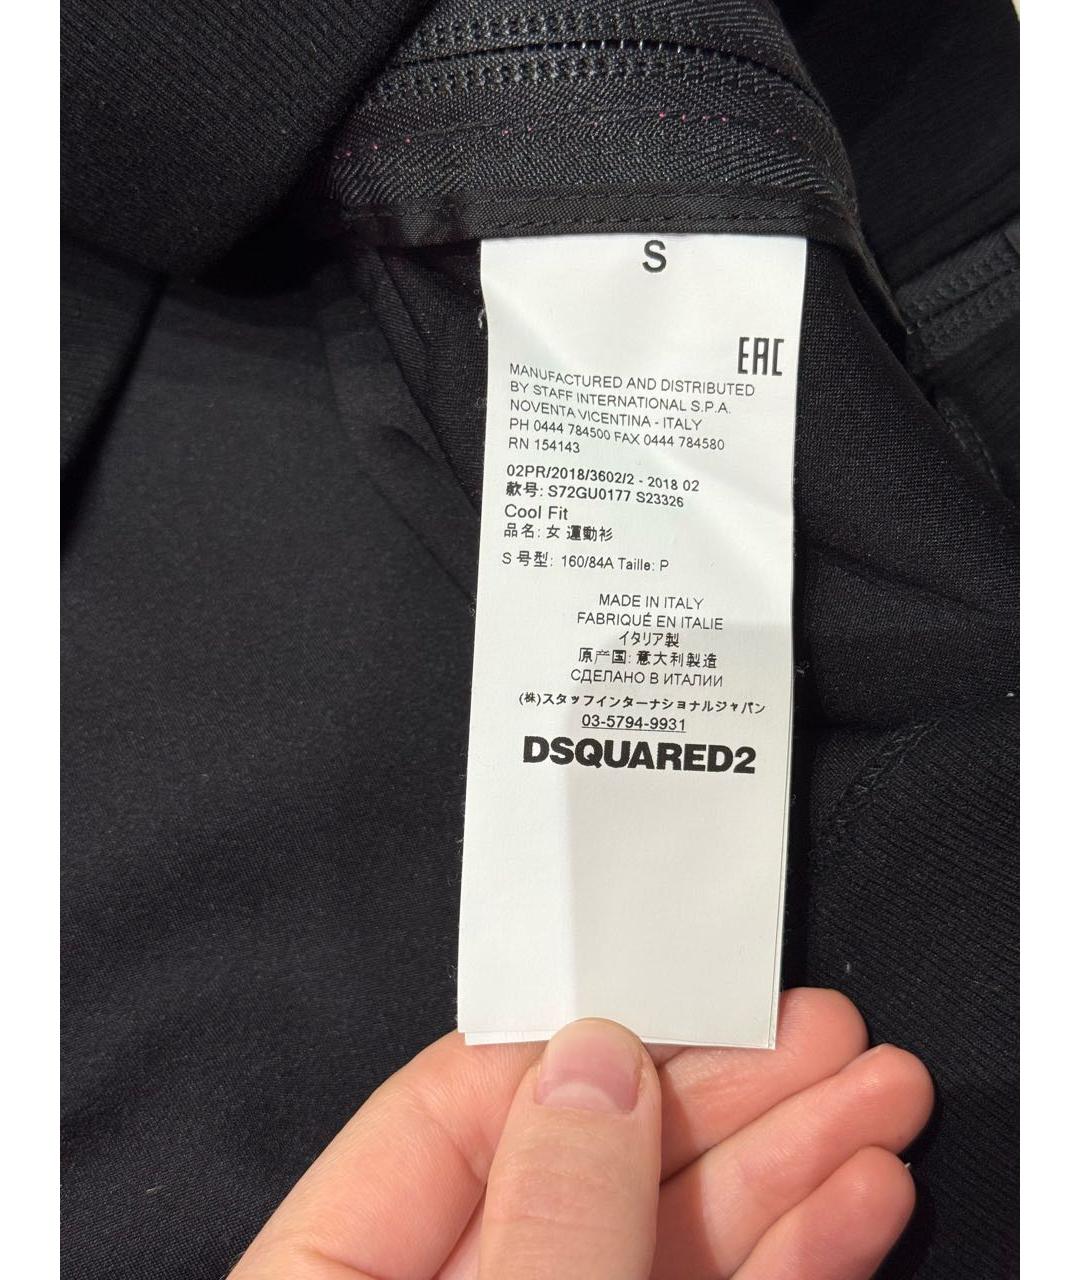 S
EAC
MANUFACTURED AND DISTRIBUTED
BY STAFF INTERNATIONAL S.P.A.
NOVENTA VICENTINA - ITALY
PH 0444 784500 FAX 0444 784580
RN 154143
02PR/2018/3602/2 - 2018 02
款号: S72GU0177 S23326
Cool Fit
品名: 女 運動衫
S 号型: 160/84A Taille: P
MADE IN ITALY
FABRIQUÉ EN ITALIE
イタリア製
原产国: 意大利製造
СДЕЛАНО В ИТАЛИИ
(株)スタッフインターナショナルジャパン
03-5794-9931
DSQUARED2